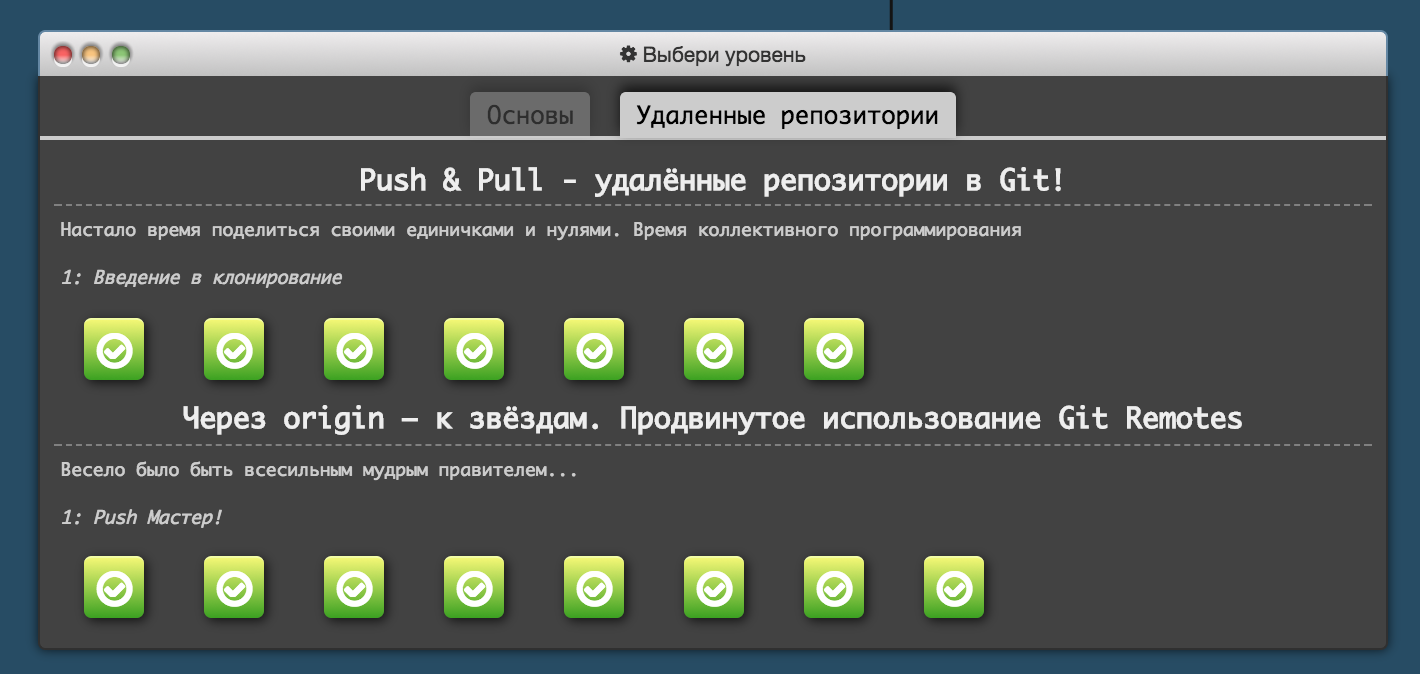 Выбери уровень
Основы
Удаленные репозитории
Push & Pull - удалённые репозитории в Git!
Настало время поделиться своими единичками и нулями. Время коллективного программирования
1: Введение в клонирование
Через origin – к звёздам. Продвинутое использование Git Remotes
Весело было быть всесильным мудрым правителем...
1: Push Мастер!